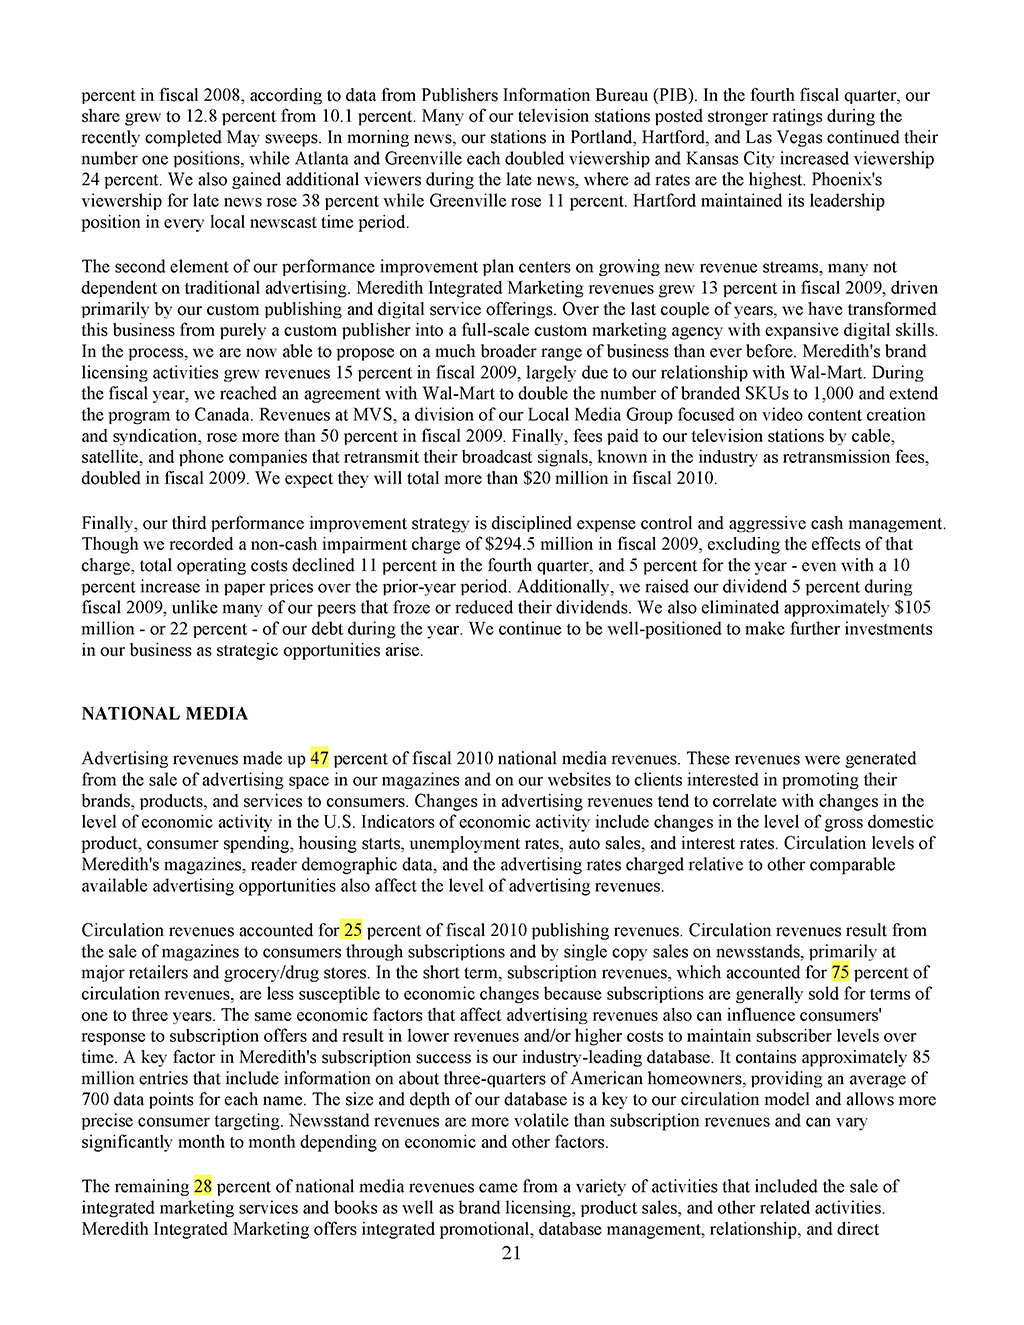 percent in fiscal 2008, according to data from Publishers Information Bureau (PIB). In the fourth fiscal quarter, our
share grew to 12.8 percent from 10.1 percent. Many of our television stations posted stronger ratings during the
recently completed May sweeps. In morning news, our stations in Portland, Hartford, and Las Vegas continued their
number one positions, while Atlanta and Greenville each doubled viewership and Kansas City increased viewership
24 percent. We also gained additional viewers during the late news, where ad rates are the highest. Phoenix's
viewership for late news rose 38 percent while Greenville rose 11 percent. Hartford maintained its leadership
position in every local newscast time period.
The second element of our performance improvement plan centers on growing new revenue streams, many not
dependent on traditional advertising. Meredith Integrated Marketing revenues grew 13 percent in fiscal 2009, driven
primarily by our custom publishing and digital service offerings. Over the last couple of years, we have transformed
this business from purely a custom publisher into a full-scale custom marketing agency with expansive digital skills.
In the process, we are now able to propose on a much broader range of business than ever before. Meredith's brand
licensing activities grew revenues 15 percent in fiscal 2009, largely due to our relationship with Wal-Mart. During
the fiscal year, we reached an agreement with Wal-Mart to double the number of branded SKUs to 1,000 and extend
the program to Canada. Revenues at MVS, a division of our Local Media Group focused on video content creation
and syndication, rose more than 50 percent in fiscal 2009. Finally, fees paid to our television stations by cable,
satellite, and phone companies that retransmit their broadcast signals, known in the industry as retransmission fees,
doubled in fiscal 2009. We expect they will total more than $20 million in fiscal 2010.
Finally, our third performance improvement strategy is disciplined expense control and aggressive cash management.
Though we recorded a non-cash impairment charge of $294.5 million in fiscal 2009, excluding the effects of that
charge, total operating costs declined 11 percent in the fourth quarter, and 5 percent for the year - even with a 10
percent increase in paper prices over the prior-year period. Additionally, we raised our dividend 5 percent during
fiscal 2009, unlike many of our peers that froze or reduced their dividends. We also eliminated approximately $105
million - or 22 percent - of our debt during the year. We continue to be well-positioned to make further investments
in our business as strategic opportunities arise.
NATIONAL MEDIA
Advertising revenues made up 47 percent of fiscal 2010 national media revenues. These revenues were generated
from the sale of advertising space in our magazines and on our websites to clients interested in promoting their
brands, products, and services to consumers. Changes in advertising revenues tend to correlate with changes in the
level of economic activity in the U.S. Indicators of economic activity include changes in the level of gross domestic
product, consumer spending, housing starts, unemployment rates, auto sales, and interest rates. Circulation levels of
Meredith's magazines, reader demographic data, and the advertising rates charged relative to other comparable
available advertising opportunities also affect the level of advertising revenues.
Circulation revenues accounted for 25 percent of fiscal 2010 publishing revenues. Circulation revenues result from
the sale of magazines to consumers through subscriptions and by single copy sales on newsstands, primarily at
major retailers and grocery/drug stores. In the short term, subscription revenues, which accounted for 75 percent of
circulation revenues, are less susceptible to economic changes because subscriptions are generally sold for terms of
one to three years. The same economic factors that affect advertising revenues also can influence consumers'
response to subscription offers and result in lower revenues and/or higher costs to maintain subscriber levels over
time. A key factor in Meredith's subscription success is our industry-leading database. It contains approximately 85
million entries that include information on about three-quarters of American homeowners, providing an average of
700 data points for each name. The size and depth of our database is a key to our circulation model and allows more
precise consumer targeting. Newsstand revenues are more volatile than subscription revenues and can vary
significantly month to month depending on economic and other factors.
The remaining 28 percent of national media revenues came from a variety of activities that included the sale of
integrated marketing services and books as well as brand licensing, product sales, and other related activities.
Meredith Integrated Marketing offers integrated promotional, database management, relationship, and direct
21